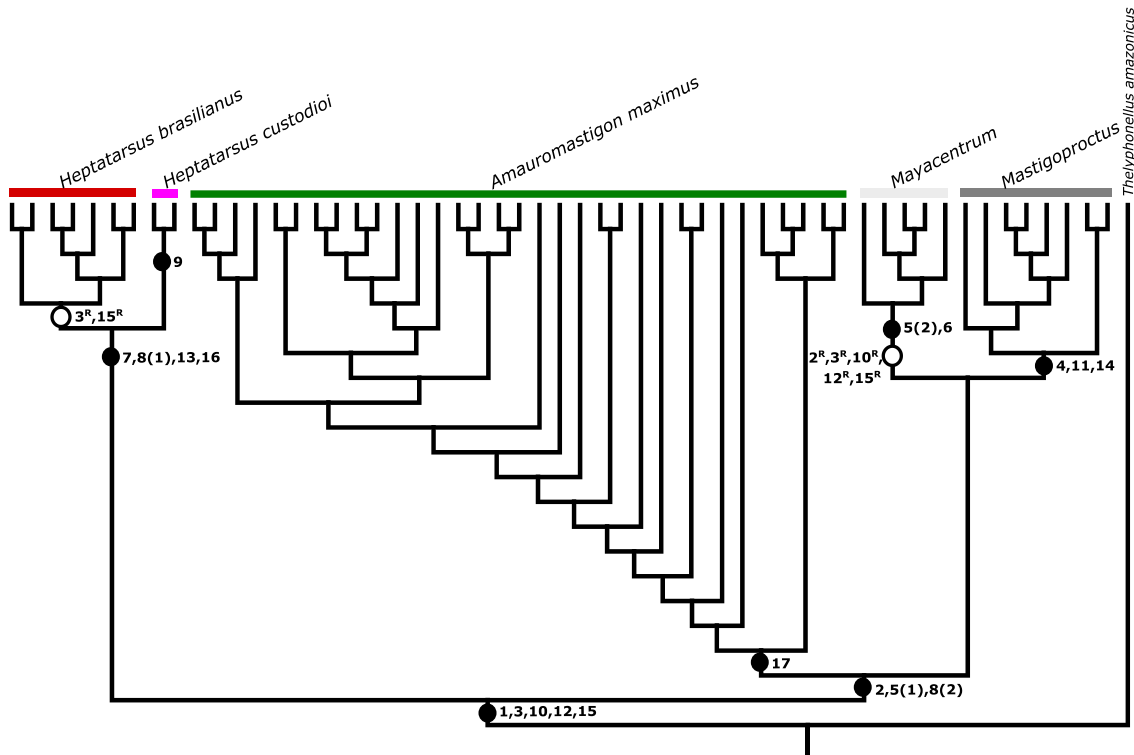 Heptatarsus brasilianus
Heptatarsus custodioi
Amauromastigon maximus
Mayacentrum
Mastigoproctus
Thelyphonellus amazonicus
9
3ᴿ,15ᴿ
7,8(1),13,16
5(2),6
2ᴿ,3ᴿ,10ᴿ,
12ᴿ,15ᴿ
4,11,14
17
2,5(1),8(2)
1,3,10,12,15